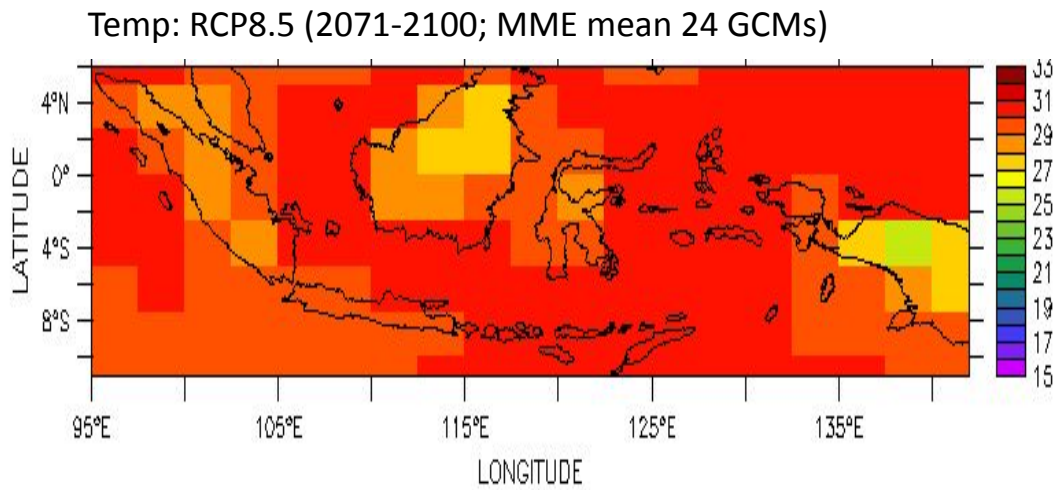 Temp: RCP8.5 (2071-2100; MME mean 24 GCMs)
LATITUDE
4°N
0°
4°S
8°S
95°E
105°E
115°E
125°E
135°E
LONGITUDE
33
31
29
27
25
23
21
19
17
15